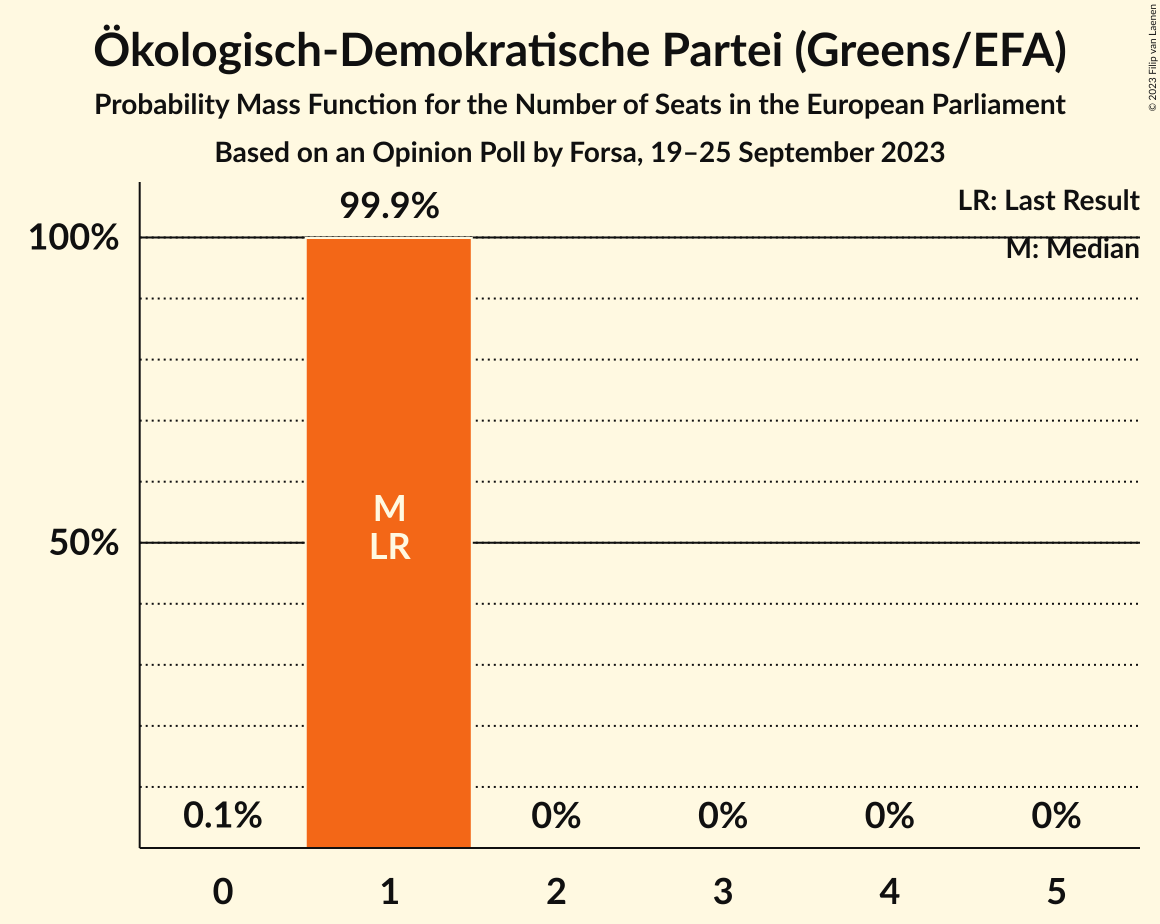 Ökologisch-Demokratische Partei (Greens/EFA)
Probability Mass Function for the Number of Seats in the European Parliament
Based on an Opinion Poll by Forsa, 19–25 September 2023
© 2023 Filip van Laenen
LR: Last Result
M: Median
99.9%
100%
50%
M
LR
0.1%
0%
0%
0%
0%
0
1
2
3
4
5